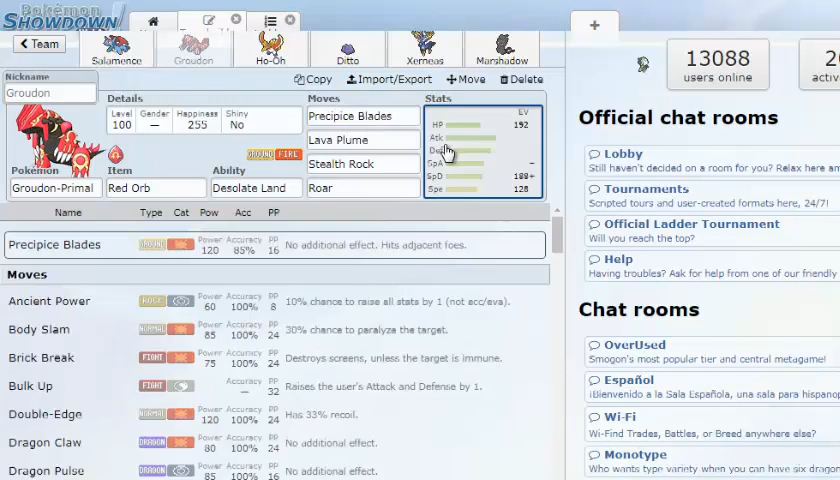 Pokémon
SHOWDOWN!
Team
Salamence
Groudon
Ho-Oh
Ditto
Xerneas
Marshadow
Copy
Import/Export
Move
Delete
Nickname
Groudon
Details
Level
Gender
Happiness
Shiny
100
—
255
No
GROUND FIRE
Pokémon
Groudon-Primal
Item
Red Orb
Ability
Desolate Land
Moves
Precipice Blades
Lava Plume
Stealth Rock
Roar
Stats
EV
HP 192
Atk
SpA –
SpD 188+
Spe 128
Name Type Cat Pow Acc PP
Precipice Blades GROUND Power 120 Accuracy 85% PP 16 No additional effect. Hits adjacent foes.
Moves
Ancient Power ROCK Power 60 Accuracy 100% PP 8 10% chance to raise all stats by 1 (not acc/eva).
Body Slam NORMAL Power 85 Accuracy 100% PP 24 30% chance to paralyze the target.
Brick Break FIGHT Power 75 Accuracy 100% PP 24 Destroys screens, unless the target is immune.
Bulk Up FIGHT Accuracy — PP 32 Raises the user's Attack and Defense by 1.
Double-Edge NORMAL Power 120 Accuracy 100% PP 24 Has 33% recoil.
Dragon Claw DRAGON Power 80 Accuracy 100% PP 24 No additional effect.
Dragon Pulse DRAGON Power 85 Accuracy 100% PP 16 No additional effect.
+
13088
users online
activ
Official chat rooms
Lobby
Still haven't decided on a room for you? Relax here am
Tournaments
Scripted tours and user-created formats here, 24/7!
Official Ladder Tournament
Will you reach the top?
Help
Having troubles? Ask for help from one of our friendly
Chat rooms
OverUsed
Smogon's most popular tier and central metagame!
Español
¡Bienvenido a la Sala Española, una sala para hispanop
Wi-Fi
Wi-Fi
Wi-Find Trades, Battles, or Breed anywhere else?
Monotype
Who wants type variety when you can have six dragon